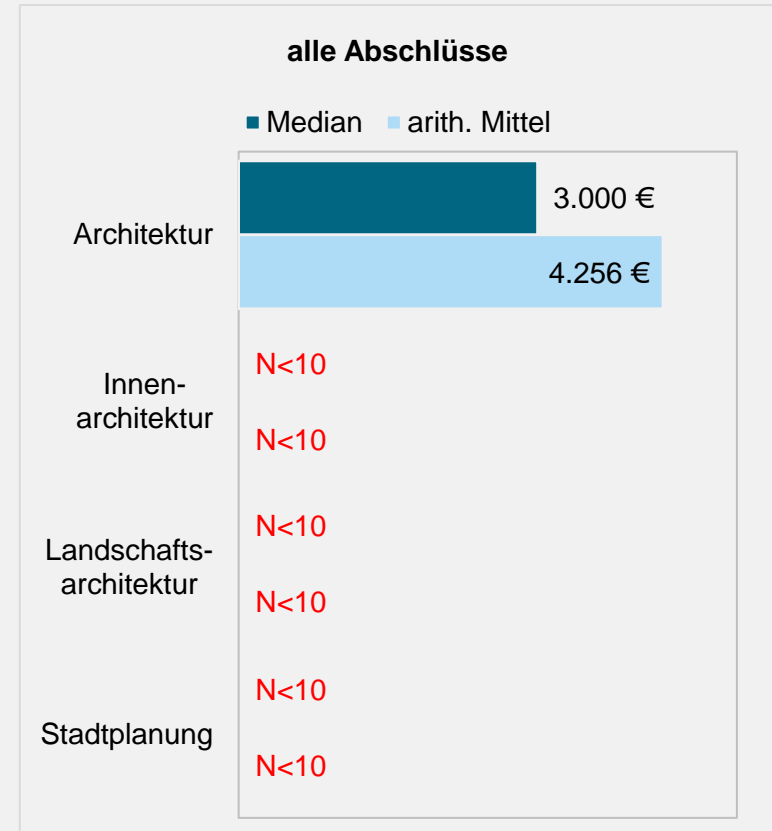 alle Abschlüsse
Median arith. Mittel
Architektur
3.000 €
4.256 €
Innen-
architektur
N<10
N<10
Landschafts-
architektur
N<10
N<10
Stadtplanung
N<10
N<10